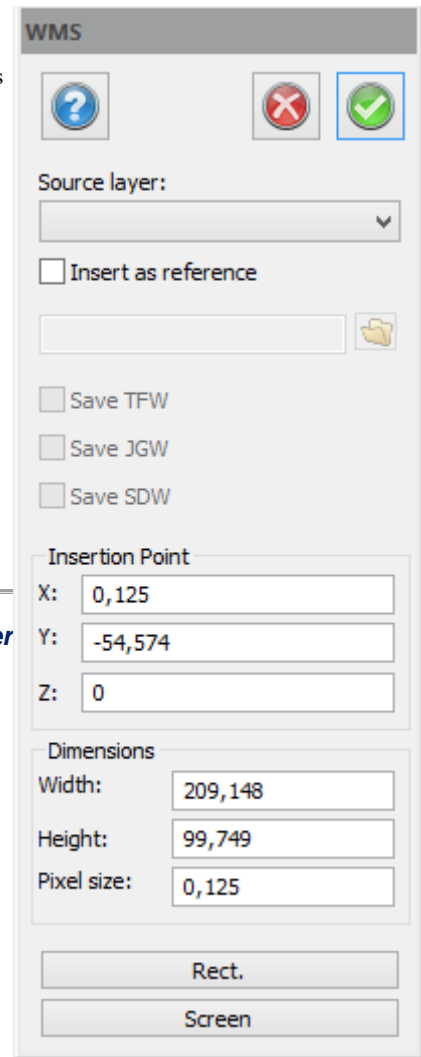 WMS
s
Source layer:
Insert as reference
Save TFW
Save JGW
Save SDW
Insertion Point
X: 0,125
er
Y: -54,574
Z: 0
Dimensions
Width: 209,148
Height: 99,749
Pixel size: 0,125
Rect.
Screen